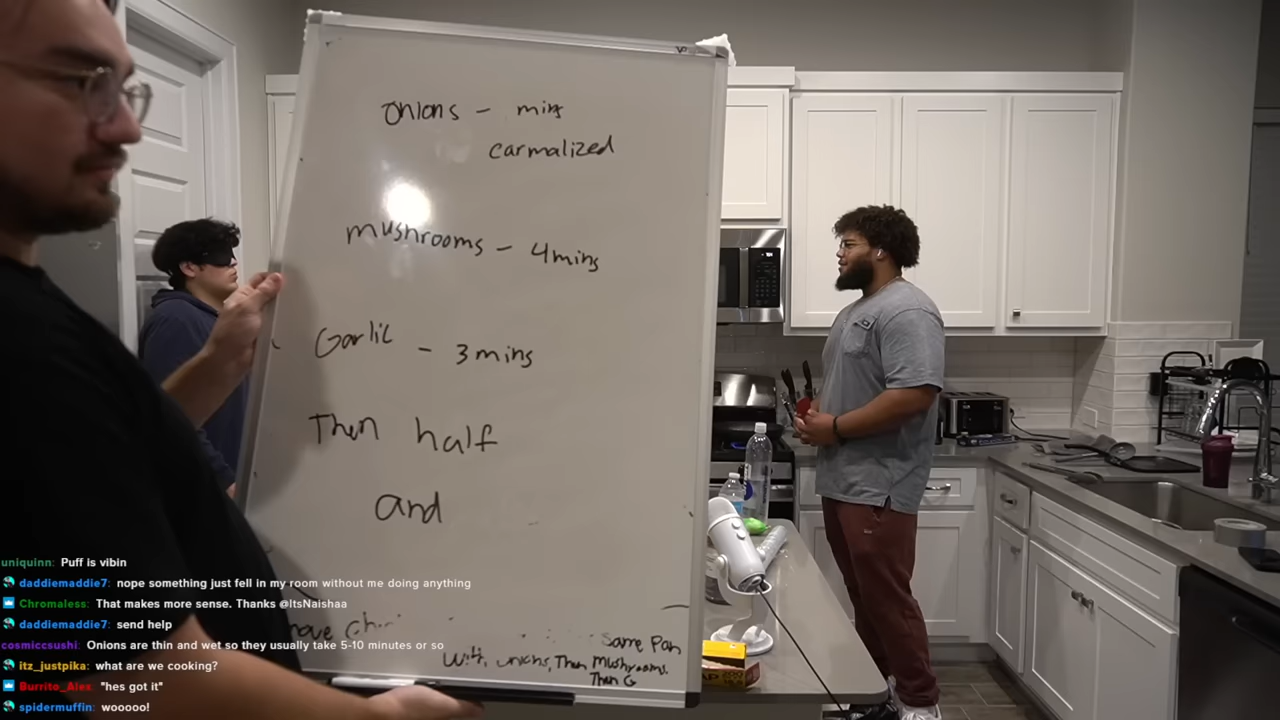 onions - mins
carmalized
mushrooms - 4mins
Garlic - 3mins
Then half
and
Same Pan
with onions, Then Mushrooms.
Then G
uniquinn: Puff is vibin
daddiemaddie7: nope something just fell in my room without me doing anything
Chromaless: That makes more sense. Thanks @ItsNaishaa
daddiemaddie7: send help
cosmiccsushi: Onions are thin and wet so they usually take 5-10 minutes or so
itz_justpika: what are we cooking?
Burrito_Alex: "hes got it"
spidermuffin: wooooo!